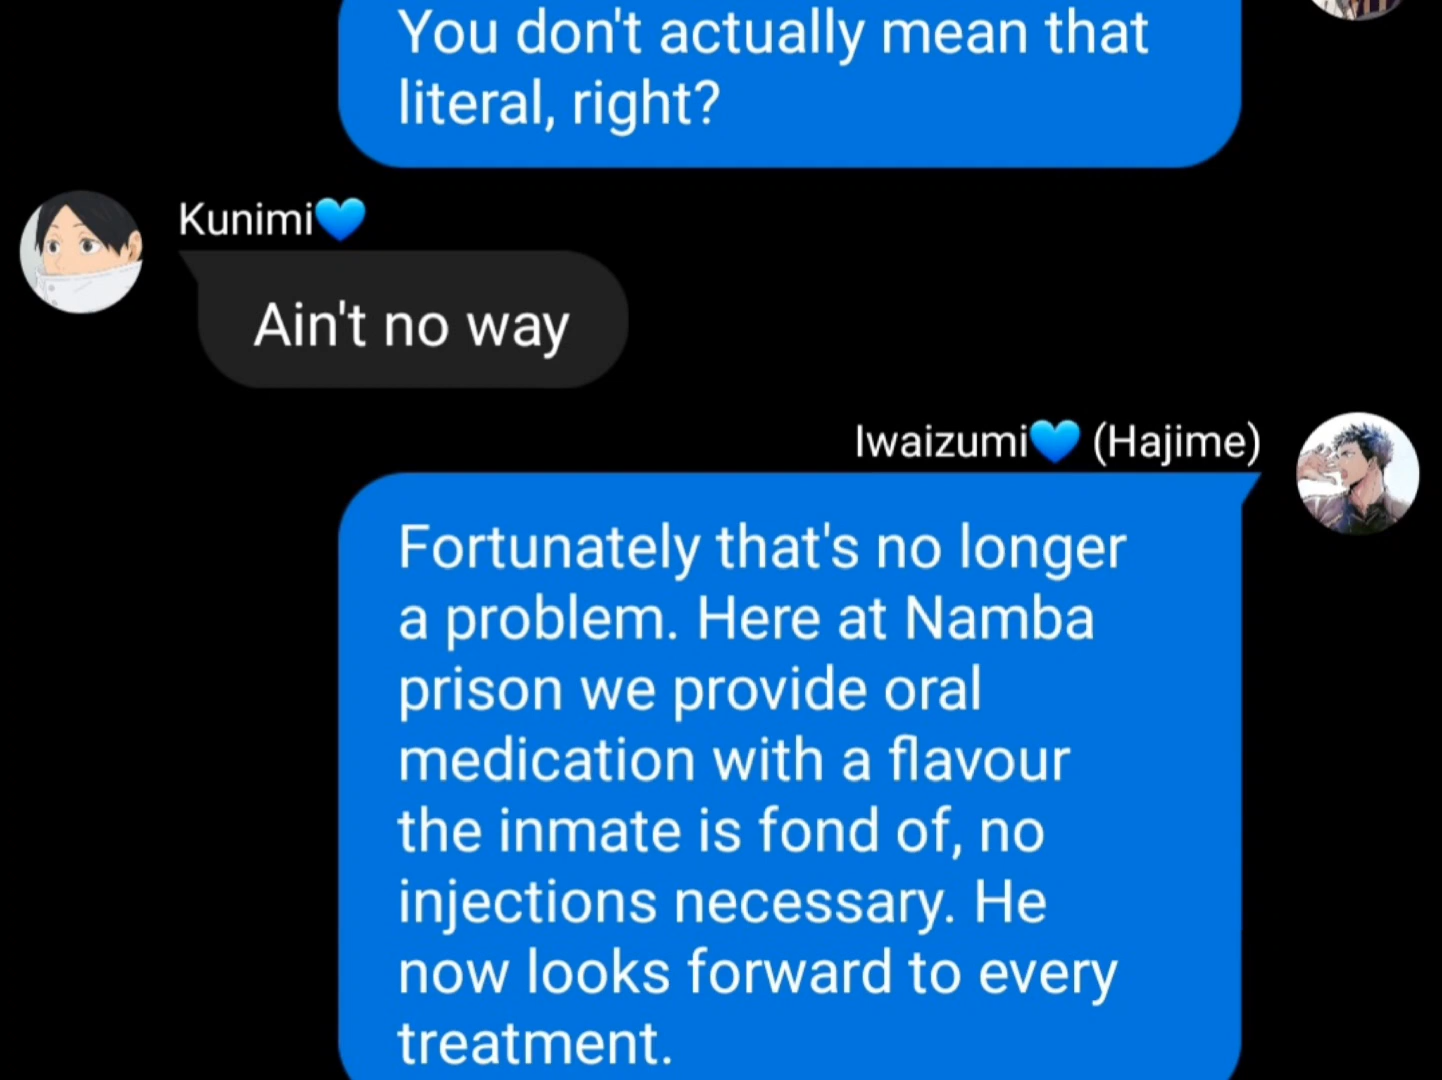 You don't actually mean that
literal, right?
Kunimi💙
Ain't no way
Iwaizumi💙 (Hajime)
Fortunately that's no longer
a problem. Here at Namba
prison we provide oral
medication with a flavour
the inmate is fond of, no
injections necessary. He
now looks forward to every
treatment.